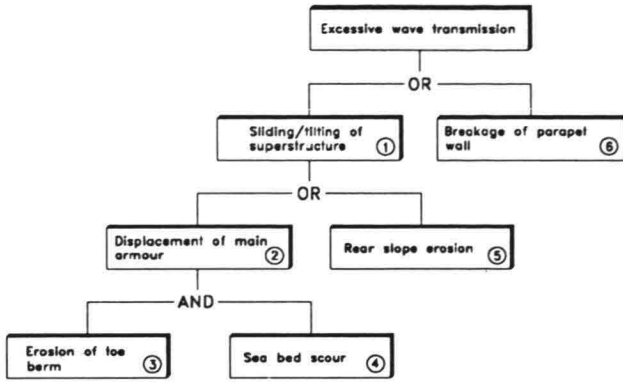 Excessive wave transmission
OR
Sliding/tilting of
superstructure ①
Breakage of parapet
wall ⑥
OR
Displacement of main
armour ②
Rear slope erosion ⑤
AND
Erosion of toe
berm ③
Sea bed scour ④